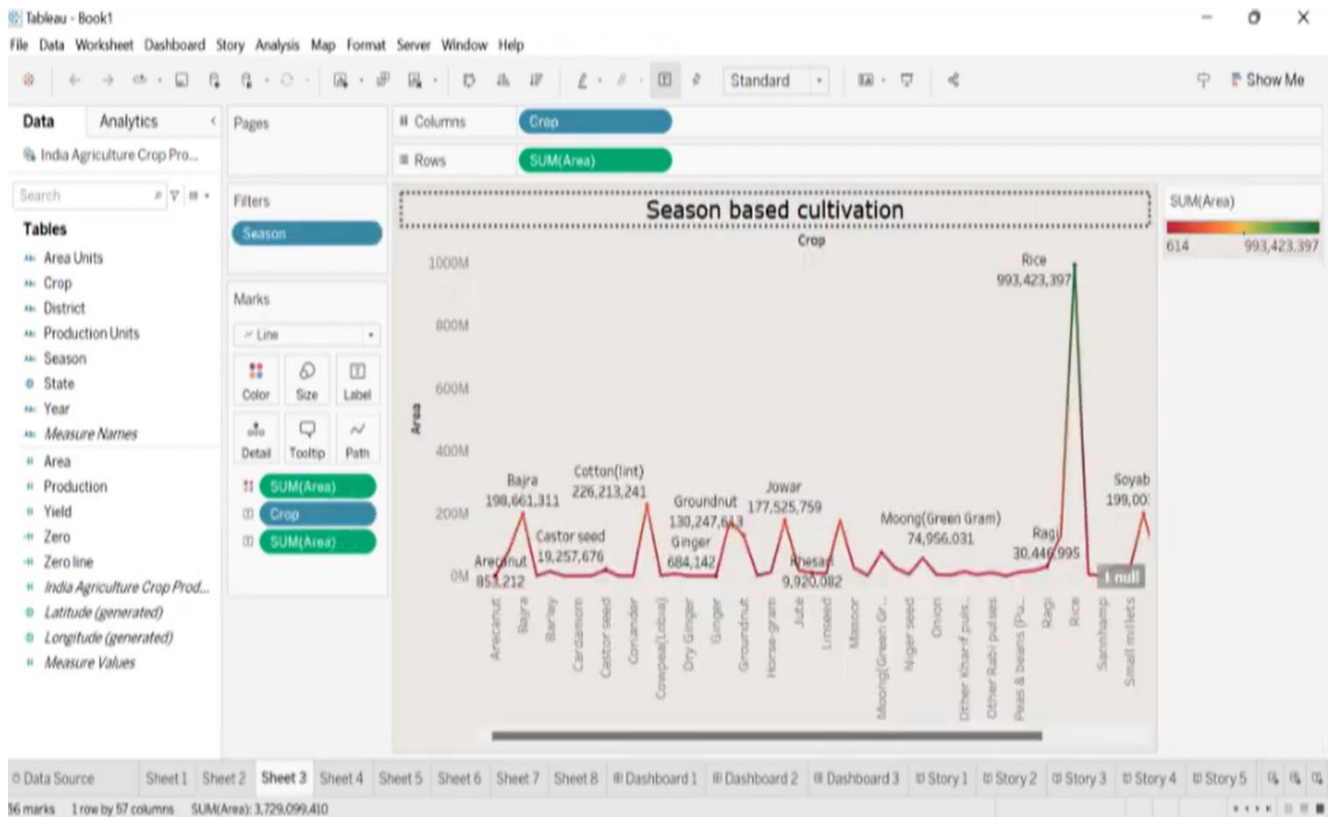 Tableau - Book1
File Data Worksheet Dashboard Story Analysis Map Format Server Window Help
Standard
Show Me
Data Analytics
India Agriculture Crop Pro...
Search
Tables
Abc Area Units
Abc Crop
Abc District
Abc Production Units
Abc Season
State
Abc Year
Abc Measure Names
# Area
# Production
# Yield
Zero
Zero line
# India Agriculture Crop Prod...
Latitude (generated)
Longitude (generated)
# Measure Values
Pages
Filters
Season
Marks
Line
Color Size Label
Detail Tooltip Path
SUM(Area)
Crop
SUM(Area)
Columns Crop
Rows SUM(Area)
Season based cultivation
Crop
Area
1000M
800M
600M
400M
200M
0M
Arecanut
853,212
Bajra
198,661,311
Castor seed
19,257,676
Cotton(lint)
226,213,241
Groundnut
130,247,613
Ginger
684,142
Jowar
177,525,759
Khesari
9,920,082
Moong(Green Gram)
74,956,031
Ragi
30,446,995
Rice
993,423,397
Soyab
199,00
1 null
Arecanut
Bajra
Barley
Cardamom
Castor seed
Coriander
Cowpea(Lobia)
Dry Ginger
Ginger
Groundnut
Horse-gram
Jute
Linseed
Masoor
Moong(Green Gr...
Niger seed
Onion
Other Kharif puls...
Other Rabi pulses
Peas & beans (Pu...
Ragi
Rice
Sannhamp
Small millets
SUM(Area)
614 993,423,397
Data Source Sheet 1 Sheet 2 Sheet 3 Sheet 4 Sheet 5 Sheet 6 Sheet 7 Sheet 8 Dashboard 1 Dashboard 2 Dashboard 3 Story 1 Story 2 Story 3 Story 4 Story 5
56 marks 1 row by 57 columns SUM(Area): 3,729,099,410